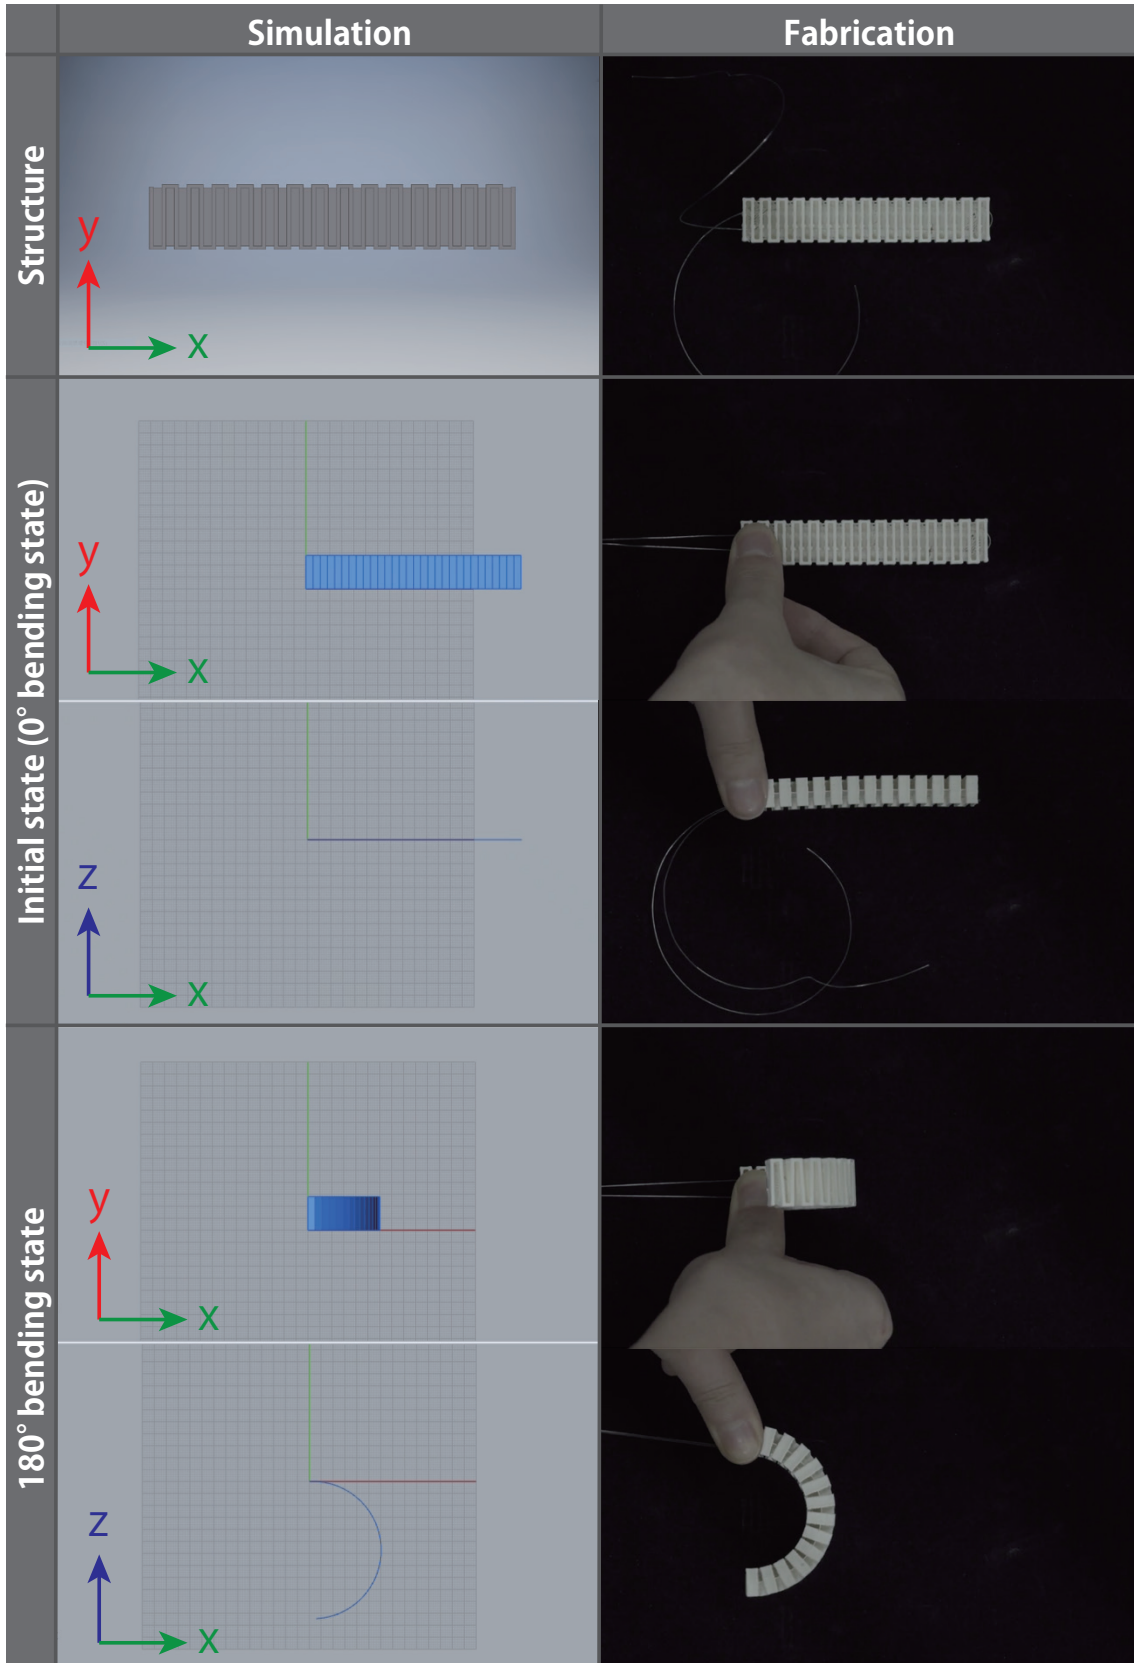 Simulation
Fabrication
Structure
y
x
Initial state (0° bending state)
y
x
z
x
180° bending state
y
x
z
x